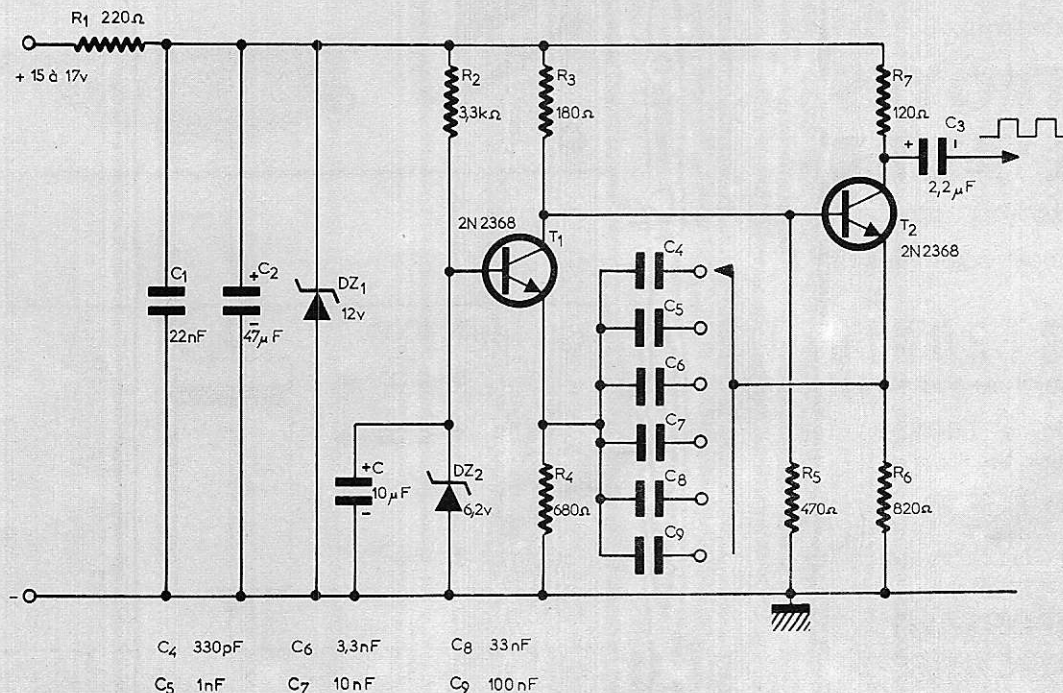 R1 220Ω
+ 15 à 17v
R2
3,3kΩ
R3
180Ω
R7
120Ω
C3
+ -
2,2µF
2N2368
T1
T2
2N2368
C1
22nF
+ C2
-
47µF
DZ1
12v
C4
C5
C6
C7
C8
C9
+C
10µF
-
DZ2
6,2v
R4
680Ω
R5
470Ω
R6
820Ω
-
C4 330pF C6 3,3nF C8 33nF
C5 1nF C7 10nF C9 100nF